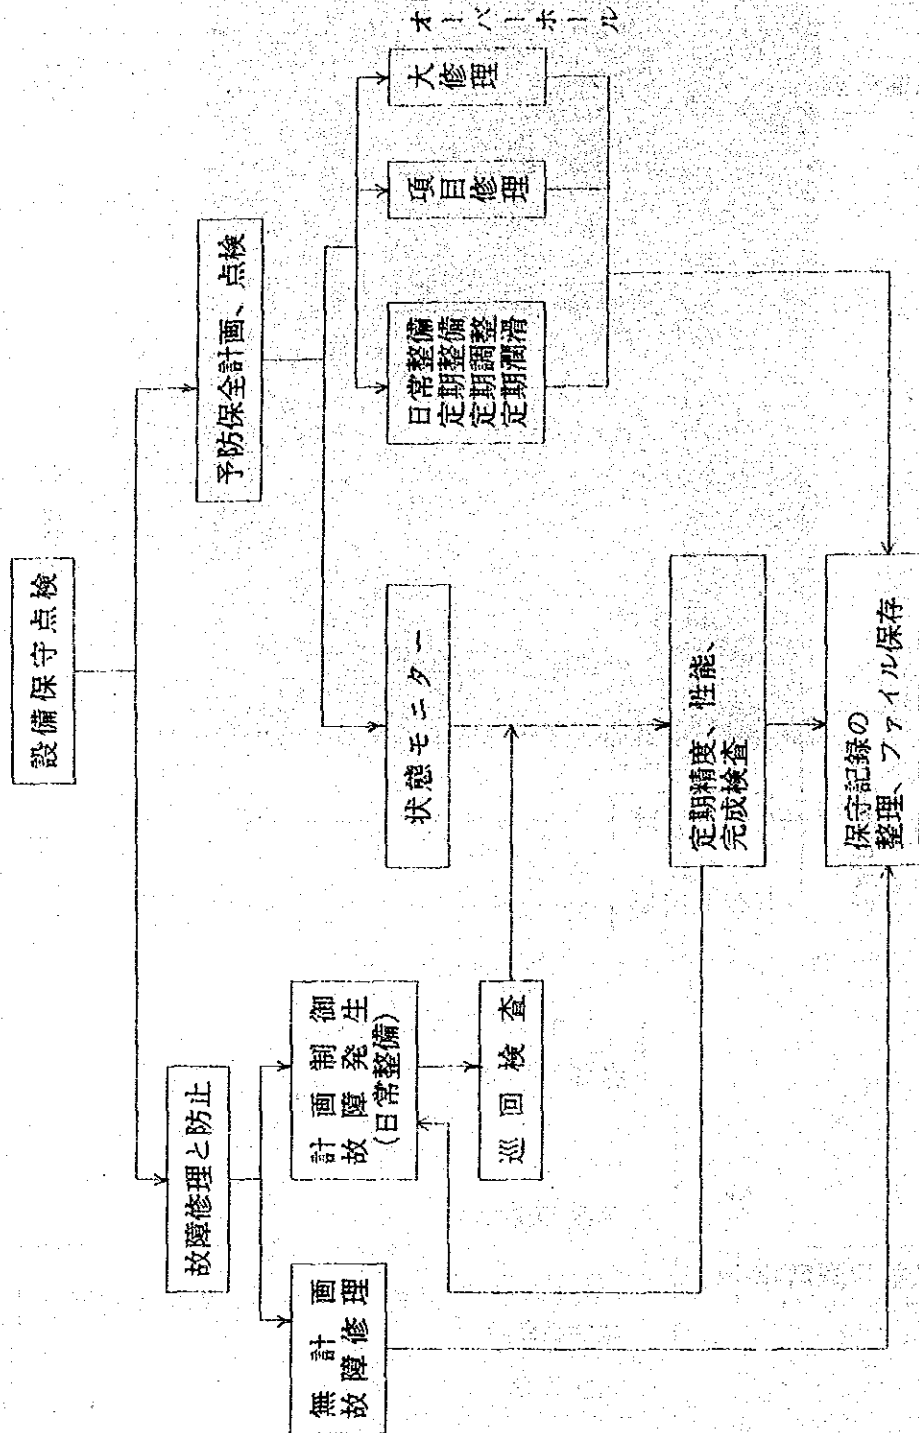 設備保守点検
故障修理と防止
予防保全計画、点検
無計画
故障修理
計画制御
故障発生
(日常整備)
巡回検査
状態モニター
日常整備
定期整備
定期調整
定期潤滑
項目修理
大修理
オーバーホール
定期精度、性能、
完成検査
保守記録の
整理、ファイル保存